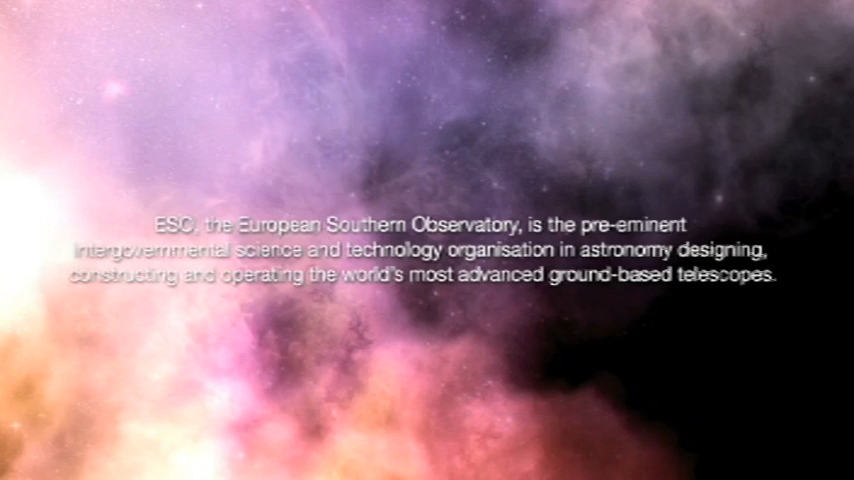 ESO, the European Southern Observatory, is the pre-eminent
intergovernmental science and technology organisation in astronomy designing,
constructing and operating the world's most advanced ground-based telescopes.